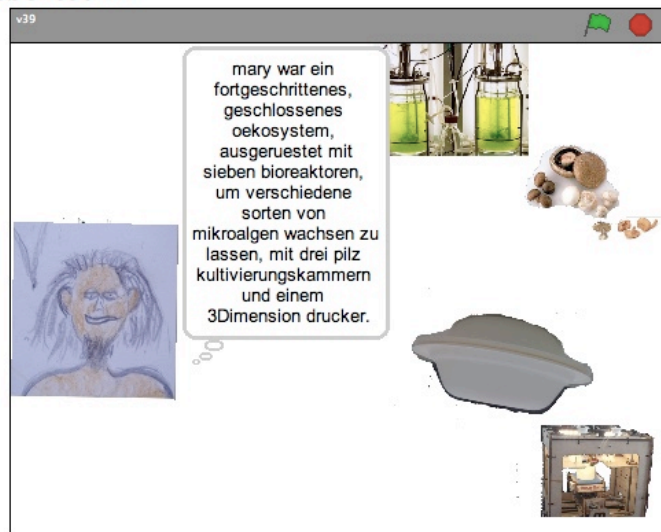 v39
mary war ein
fortgeschrittenes,
geschlossenes
oekosystem,
ausgeruestet mit
sieben bioreaktoren,
um verschiedene
sorten von
mikroalgen wachsen zu
lassen, mit drei pilz
kultivierungskammern
und einem
3Dimension drucker.